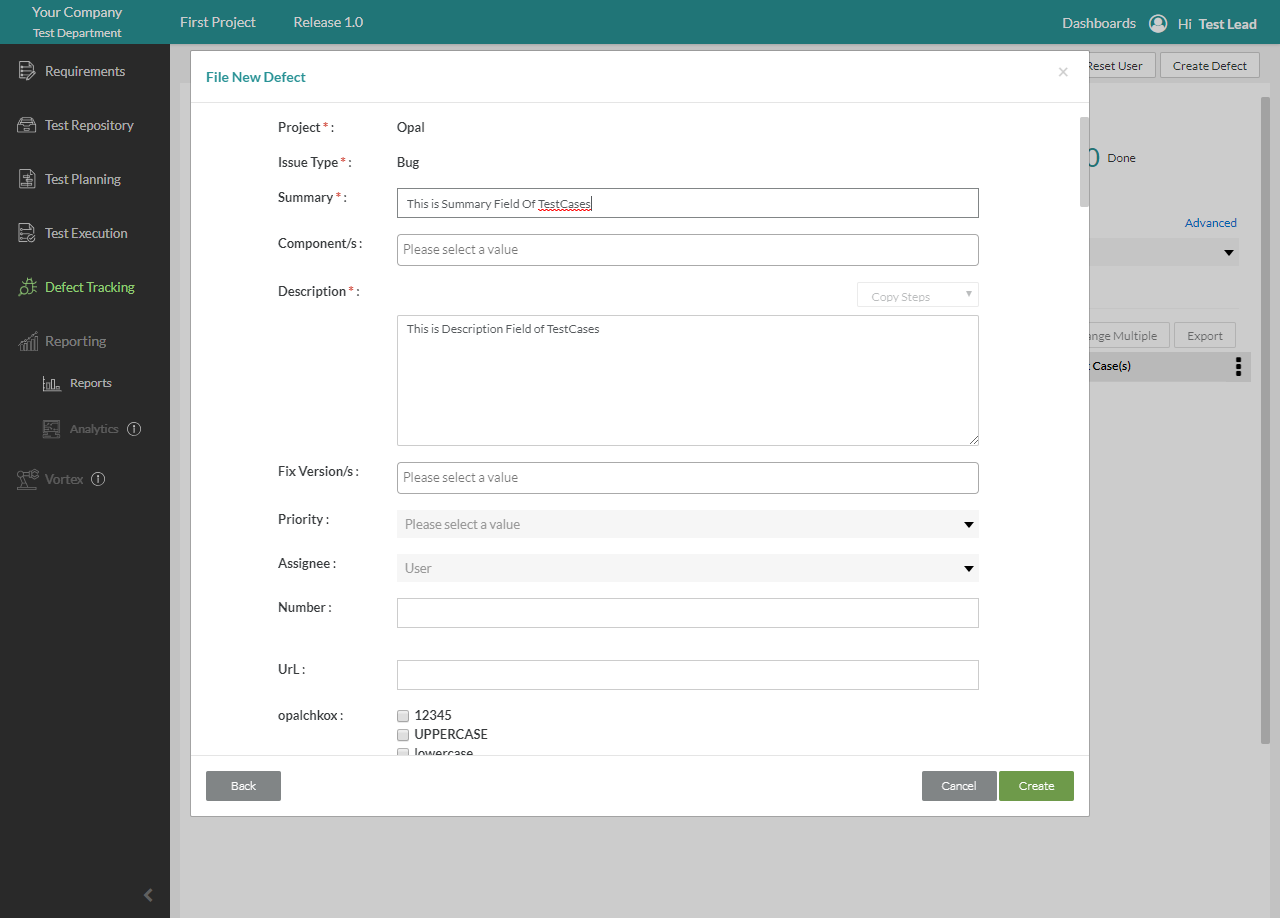 Your Company
Test Department
First Project
Release 1.0
Dashboards
Hi Test Lead
Requirements
Test Repository
Test Planning
Test Execution
Defect Tracking
Reporting
Reports
Analytics
Vortex
Reset User
Create Defect
File New Defect
×
Project * : Opal
Issue Type * : Bug
Summary * : This is Summary Field Of TestCases
Component/s : Please select a value
Description * : Copy Steps
This is Description Field of TestCases
Fix Version/s : Please select a value
Priority : Please select a value
Assignee : User
Number :
UrL :
opalchkox : 12345
UPPERCASE
lowercase
Back
Cancel
Create
0 Done
Advanced
Multiple
Export
Case(s)